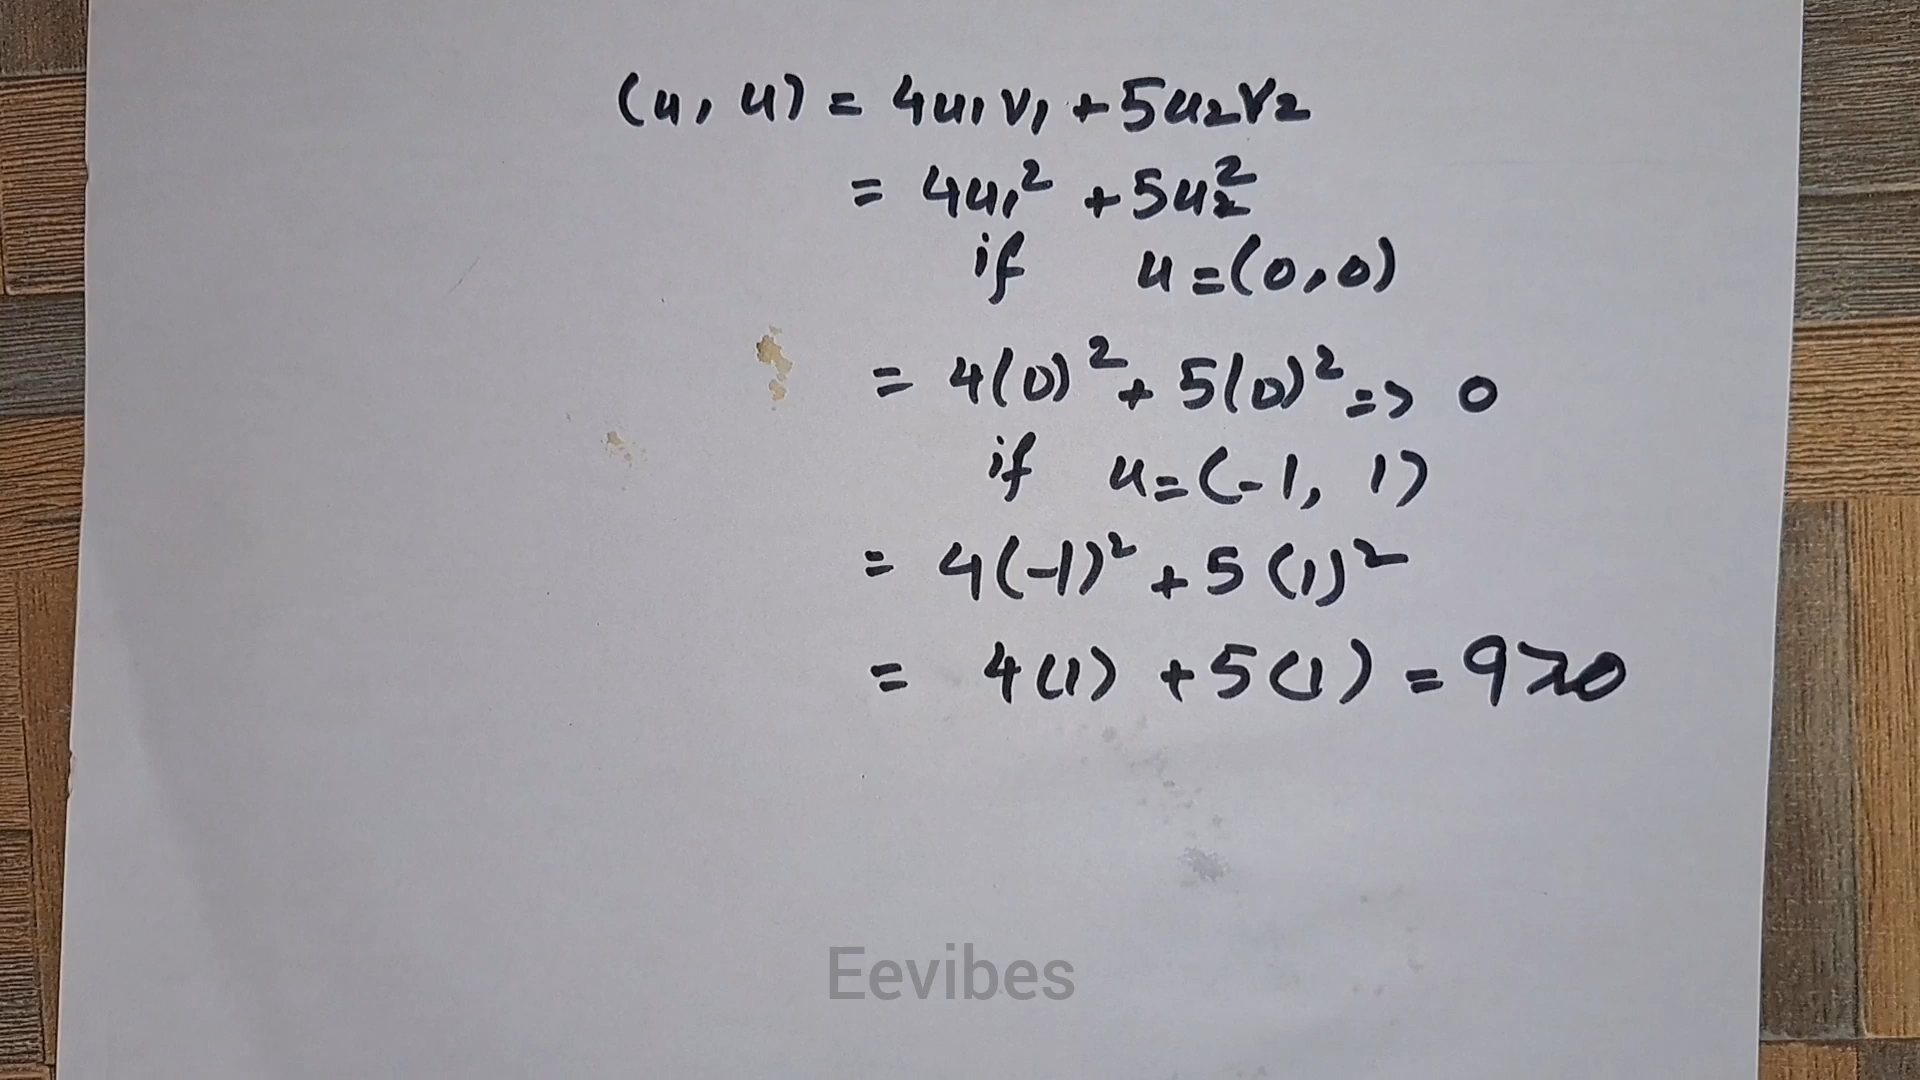 (u, u) = 4u₁v₁ + 5u₂v₂
= 4u₁² + 5u₂²
if u=(0,0)
= 4(0)² + 5(0)² => 0
if u=(-1, 1)
= 4(-1)² + 5(1)²
= 4(1) + 5(1) = 9≥0
Eevibes